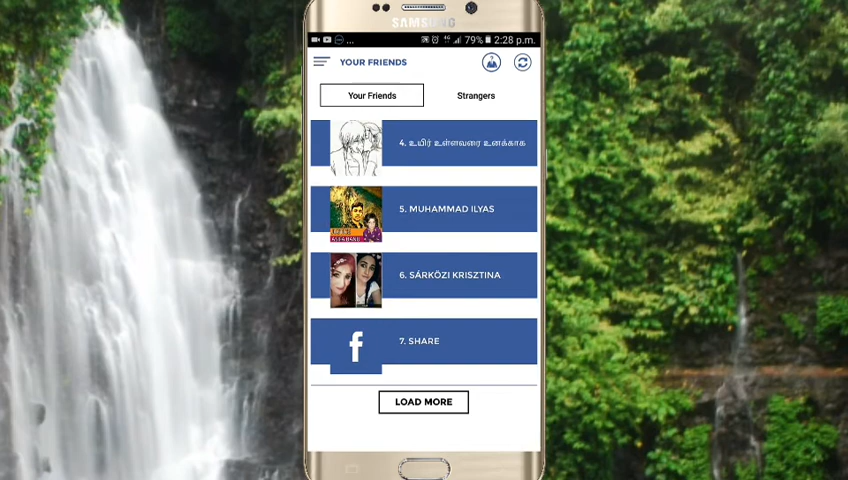 SAMSUNG
... 79% 2:28 p.m.
YOUR FRIENDS
Your Friends Strangers
4. உயிர் உள்ளவரை உனக்காக
5. MUHAMMAD ILYAS
6. SÁRKÖZI KRISZTINA
f 7. SHARE
LOAD MORE